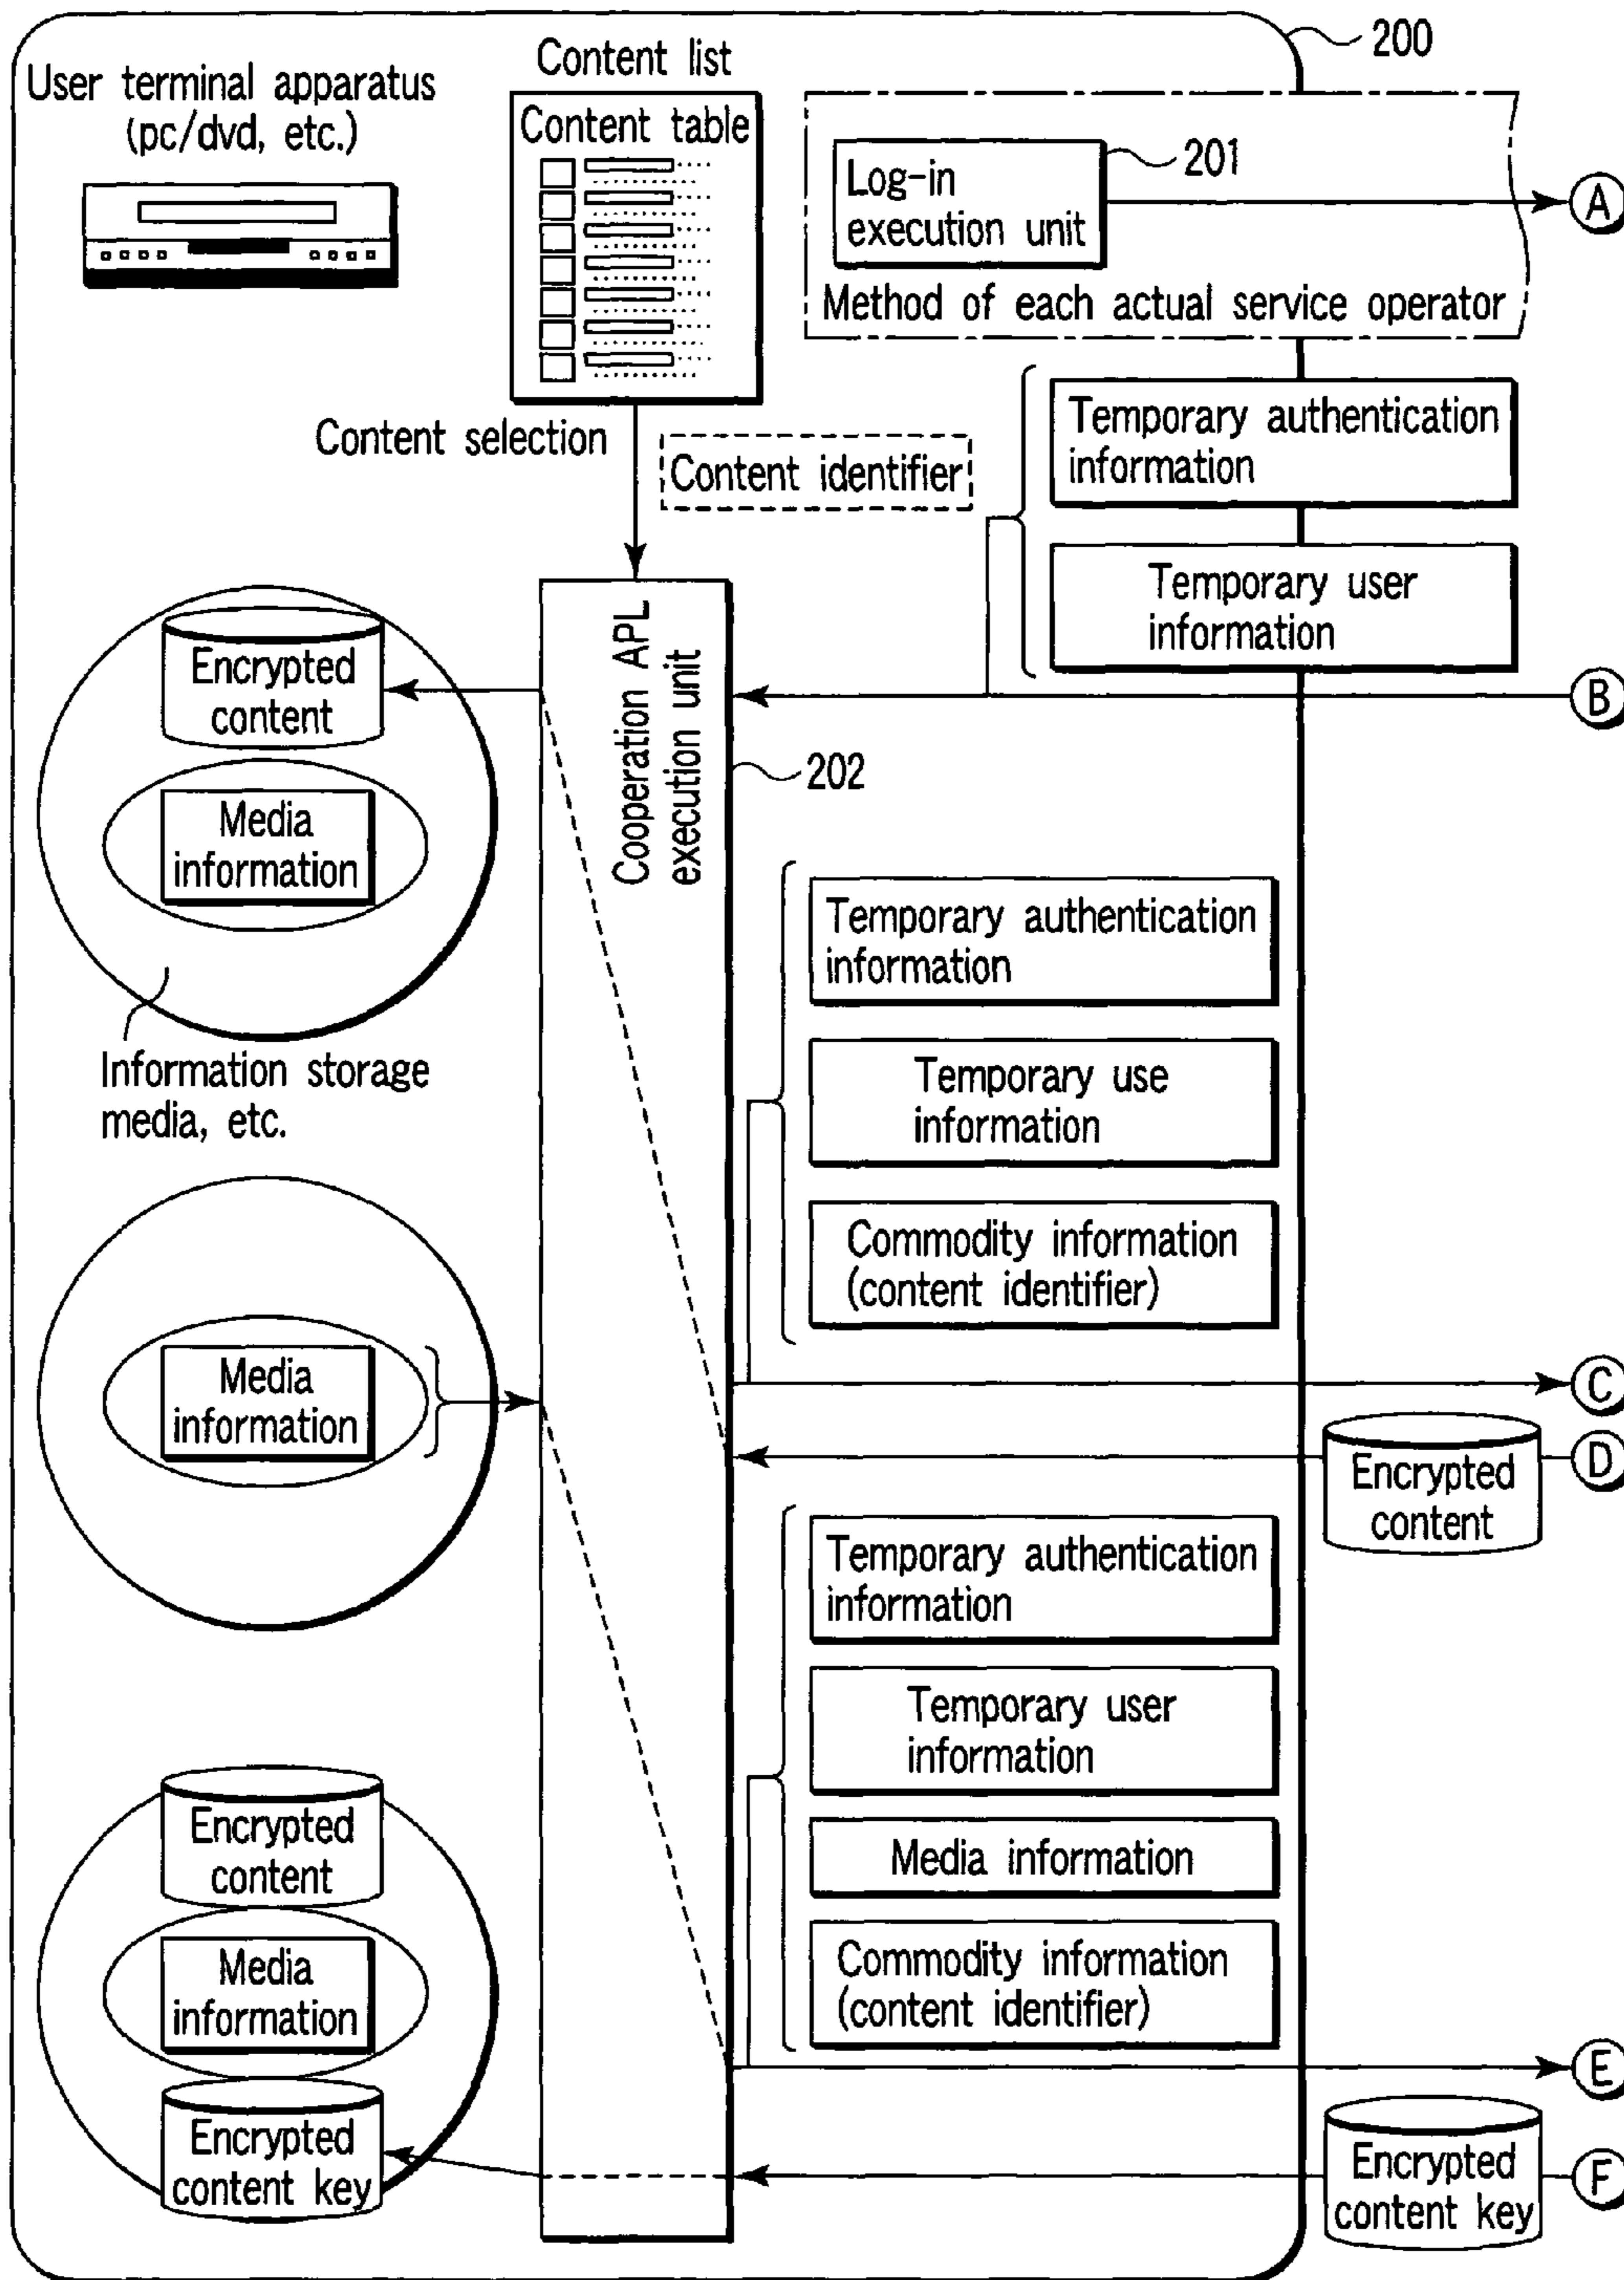 200
User terminal apparatus
(pc/dvd, etc.)
Content list
Content table
Log-in
execution unit
201
A
Method of each actual service operator
Content selection
Content identifier
Temporary authentication
information
Temporary user
information
B
Cooperation APL
execution unit
202
Encrypted
content
Media
information
Information storage
media, etc.
Temporary authentication
information
Temporary use
information
Commodity information
(content identifier)
C
Media
information
D
Encrypted
content
Temporary authentication
information
Temporary user
information
Media information
Commodity information
(content identifier)
E
Encrypted
content
Media
information
Encrypted
content key
Encrypted
content key
F